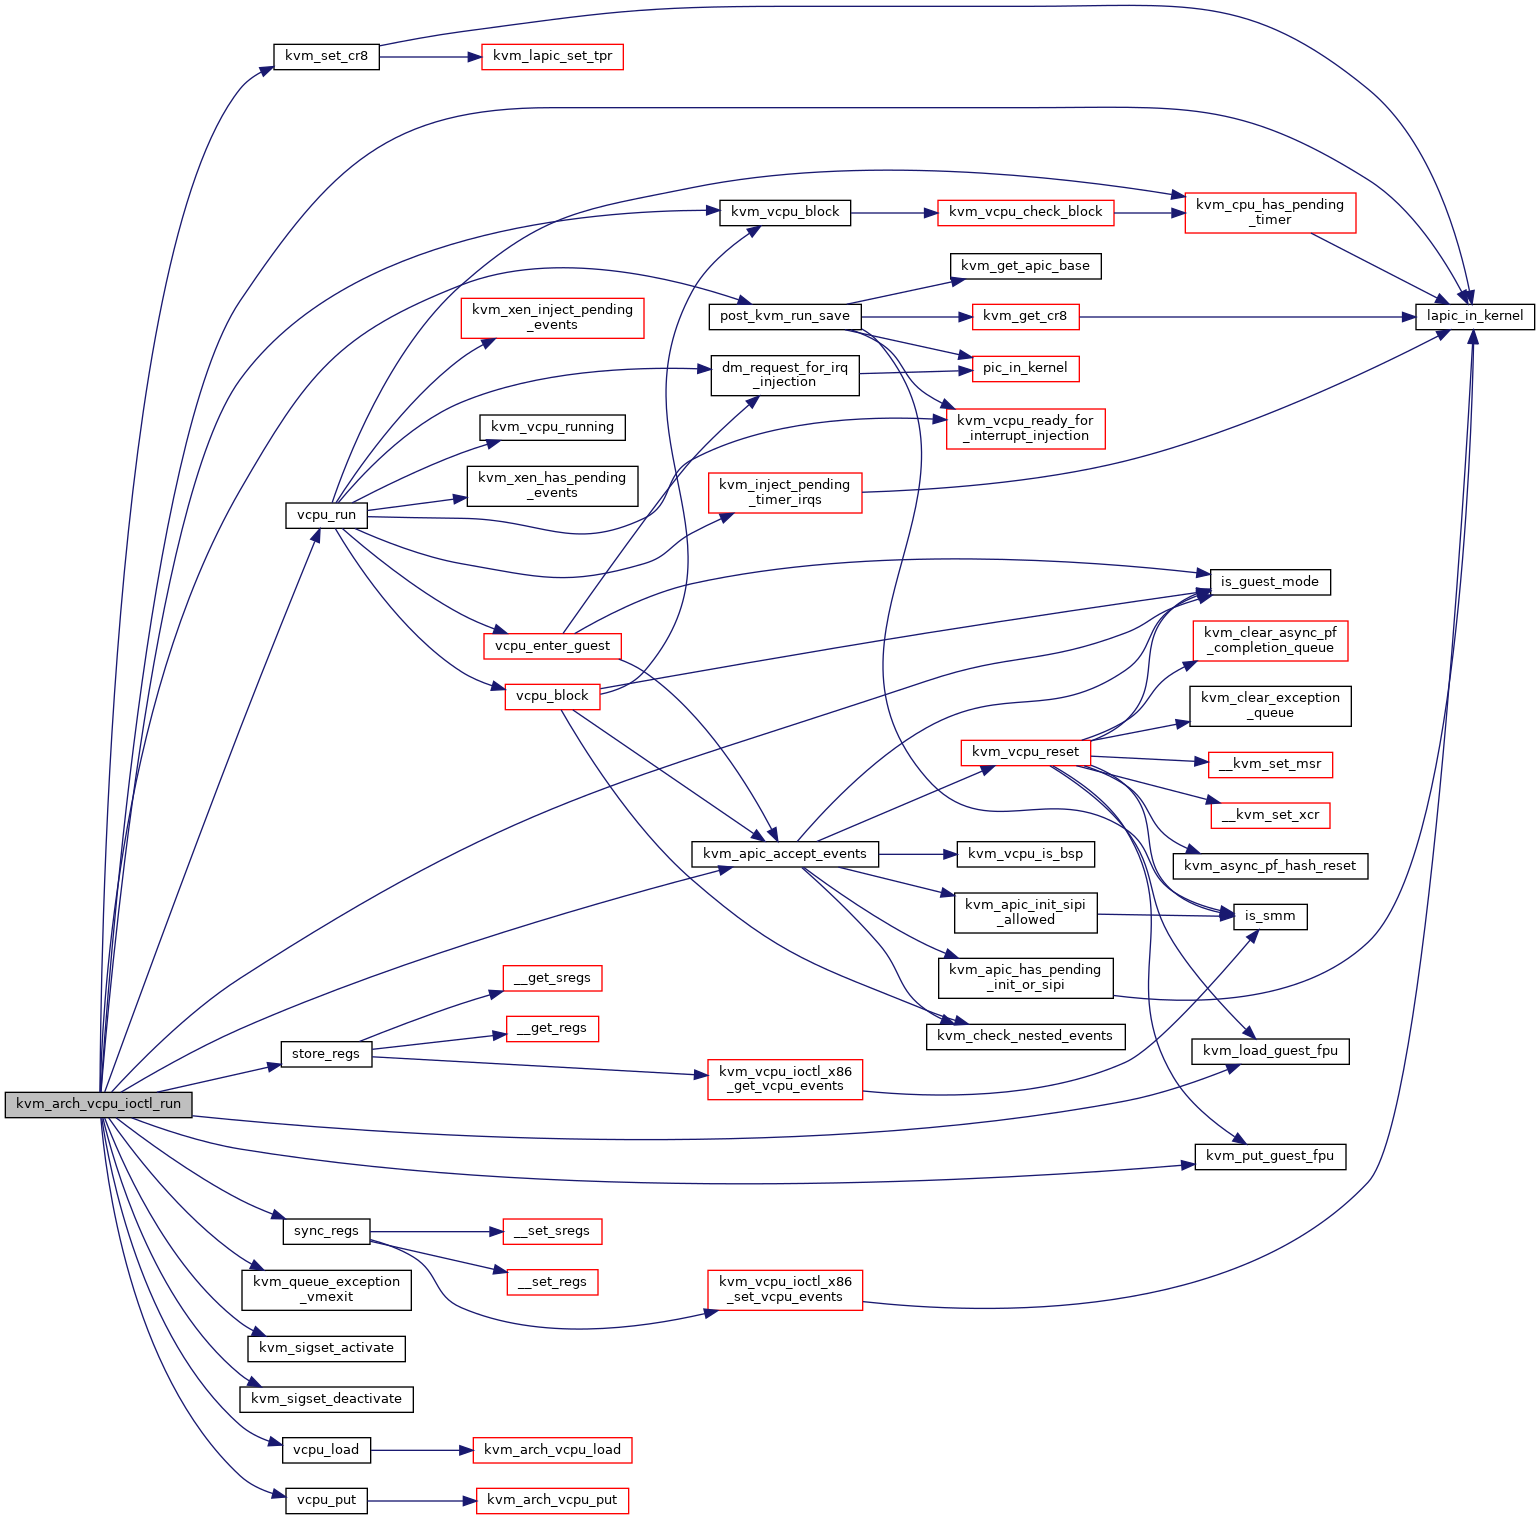 kvm_set_cr8
kvm_lapic_set_tpr
kvm_vcpu_block
kvm_vcpu_check_block
kvm_cpu_has_pending
_timer
kvm_get_apic_base
kvm_xen_inject_pending
_events
post_kvm_run_save
kvm_get_cr8
lapic_in_kernel
dm_request_for_irq
_injection
pic_in_kernel
kvm_vcpu_running
kvm_vcpu_ready_for
_interrupt_injection
kvm_xen_has_pending
_events
kvm_inject_pending
_timer_irqs
vcpu_run
is_guest_mode
vcpu_enter_guest
kvm_clear_async_pf
_completion_queue
vcpu_block
kvm_clear_exception
_queue
kvm_vcpu_reset
__kvm_set_msr
__kvm_set_xcr
kvm_apic_accept_events
kvm_vcpu_is_bsp
kvm_async_pf_hash_reset
kvm_apic_init_sipi
_allowed
is_smm
kvm_apic_has_pending
_init_or_sipi
__get_sregs
__get_regs
kvm_check_nested_events
store_regs
kvm_load_guest_fpu
kvm_vcpu_ioctl_x86
_get_vcpu_events
kvm_arch_vcpu_ioctl_run
kvm_put_guest_fpu
sync_regs
__set_sregs
kvm_queue_exception
_vmexit
__set_regs
kvm_vcpu_ioctl_x86
_set_vcpu_events
kvm_sigset_activate
kvm_sigset_deactivate
vcpu_load
kvm_arch_vcpu_load
vcpu_put
kvm_arch_vcpu_put